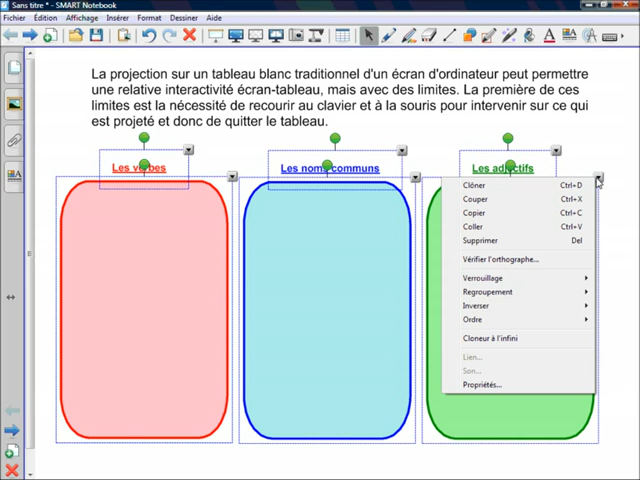 Sans titre * - SMART Notebook
Fichier Édition Affichage Insérer Format Dessiner Aide
La projection sur un tableau blanc traditionnel d'un écran d'ordinateur peut permettre
une relative interactivité écran-tableau, mais avec des limites. La première de ces
limites est la nécessité de recourir au clavier et à la souris pour intervenir sur ce qui
est projeté et donc de quitter le tableau.
Les verbes Les noms communs Les adjectifs
Clôner Ctrl+D
Couper Ctrl+X
Copier Ctrl+C
Coller Ctrl+V
Supprimer Del
Vérifier l'orthographe...
Verrouillage
Regroupement
Inverser
Ordre
Cloneur à l'infini
Lien...
Son...
Propriétés...